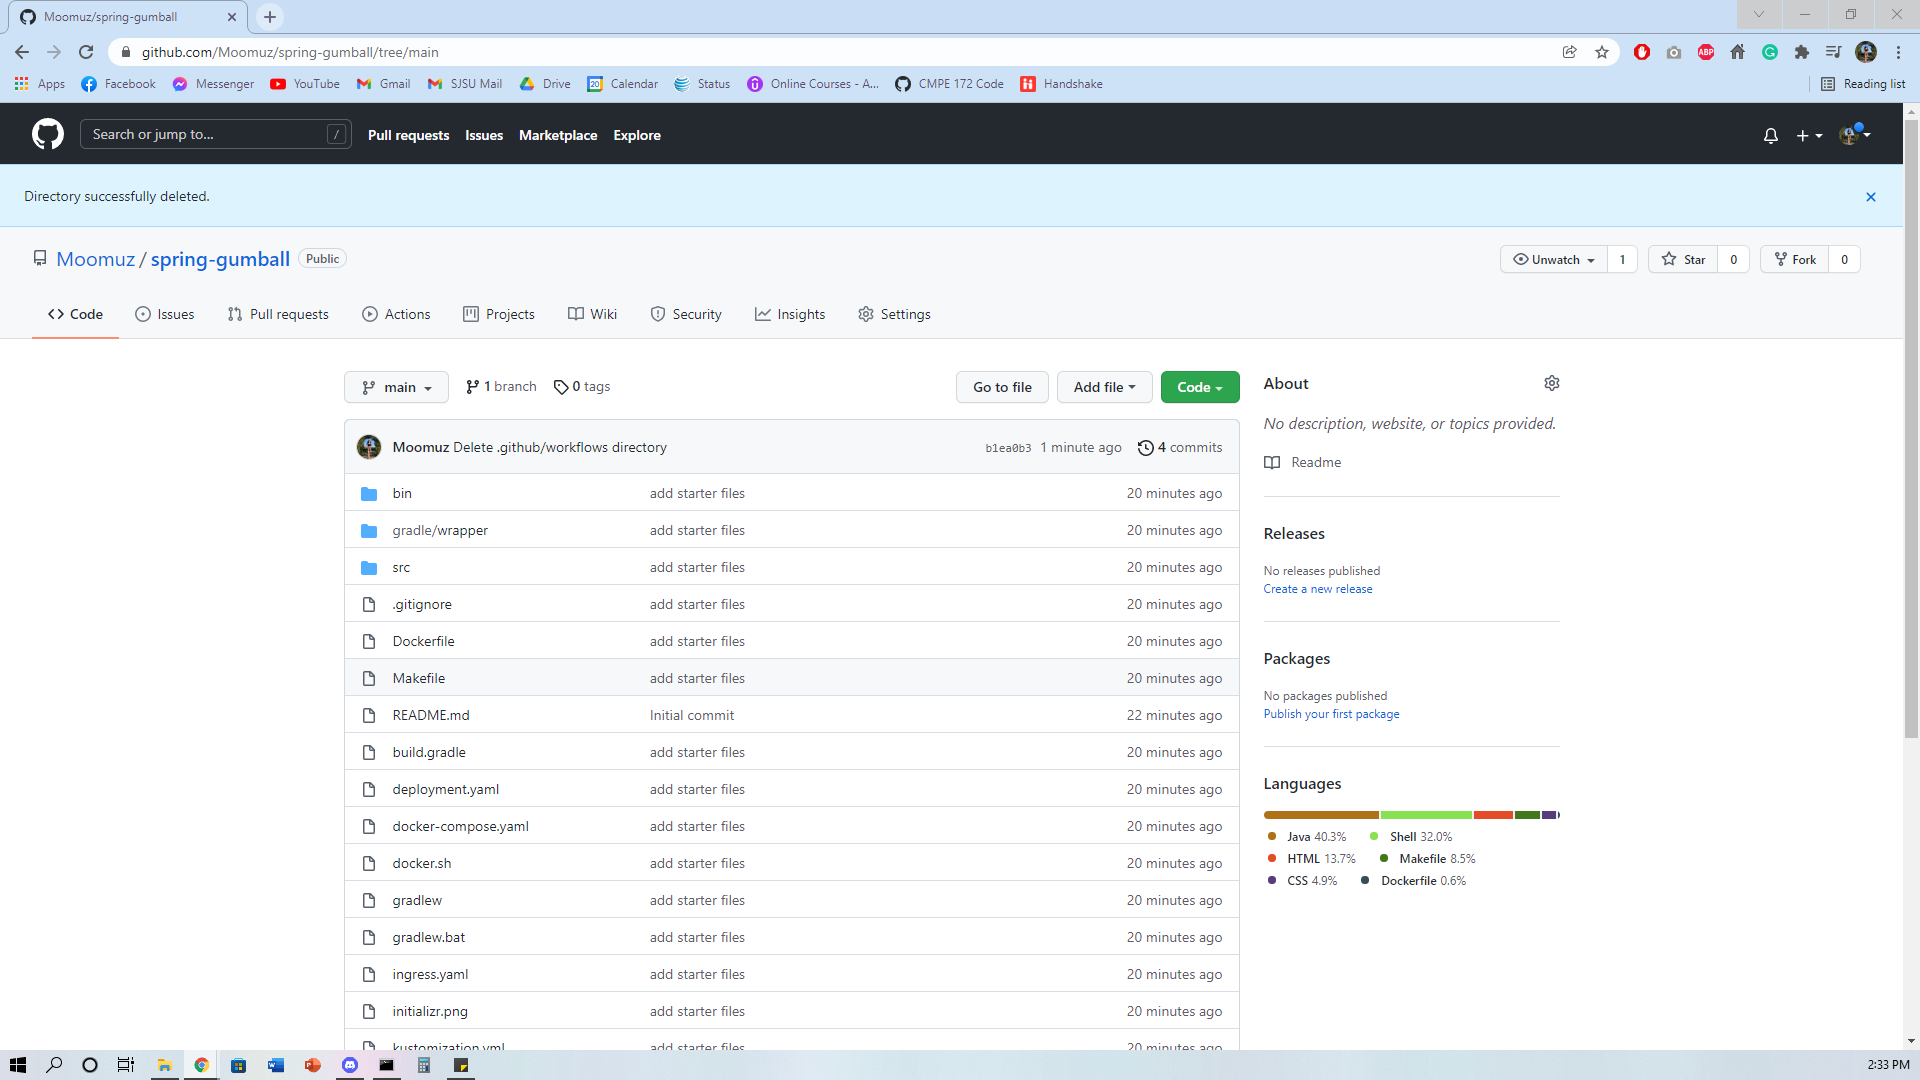 Moomuz/spring-gumball
github.com/Moomuz/spring-gumball/tree/main
Apps Facebook Messenger YouTube Gmail SJSU Mail Drive Calendar Status Online Courses - A... CMPE 172 Code Handshake Reading list
Search or jump to... / Pull requests Issues Marketplace Explore
Directory successfully deleted.
Moomuz / spring-gumball Public Unwatch 1 Star 0 Fork 0
Code Issues Pull requests Actions Projects Wiki Security Insights Settings
main 1 branch 0 tags Go to file Add file Code
Moomuz Delete .github/workflows directory b1ea0b3 1 minute ago 4 commits
bin add starter files 20 minutes ago
gradle/wrapper add starter files 20 minutes ago
src add starter files 20 minutes ago
.gitignore add starter files 20 minutes ago
Dockerfile add starter files 20 minutes ago
Makefile add starter files 20 minutes ago
README.md Initial commit 22 minutes ago
build.gradle add starter files 20 minutes ago
deployment.yaml add starter files 20 minutes ago
docker-compose.yaml add starter files 20 minutes ago
docker.sh add starter files 20 minutes ago
gradlew add starter files 20 minutes ago
gradlew.bat add starter files 20 minutes ago
ingress.yaml add starter files 20 minutes ago
initializr.png add starter files 20 minutes ago
kustomization.yml add starter files 20 minutes ago
About
No description, website, or topics provided.
Readme
Releases
No releases published
Create a new release
Packages
No packages published
Publish your first package
Languages
Java 40.3% Shell 32.0%
HTML 13.7% Makefile 8.5%
CSS 4.9% Dockerfile 0.6%
2:33 PM